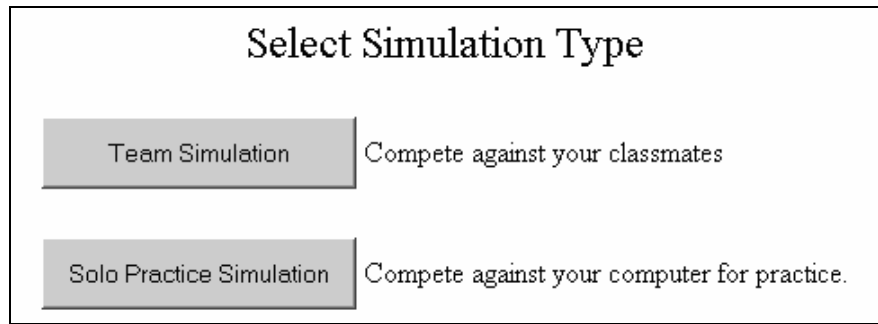 Select Simulation Type
Team Simulation Compete against your classmates
Solo Practice Simulation Compete against your computer for practice.